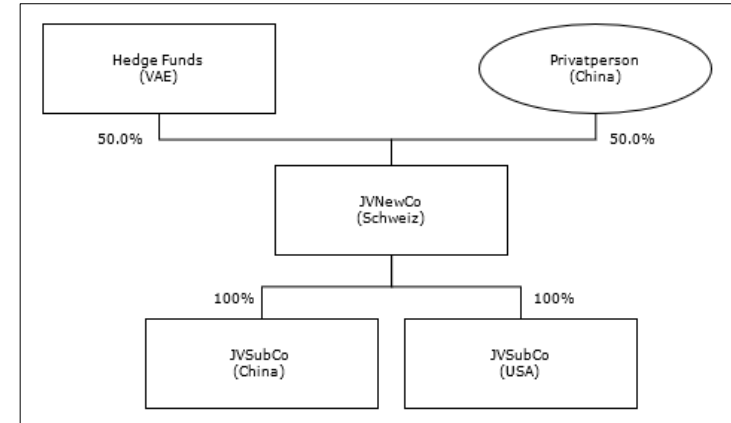 Hedge Funds
(VAE)
Privatperson
(China)
50.0%
50.0%
JVNewCo
(Schweiz)
100%
100%
JVSubCo
(China)
JVSubCo
(USA)